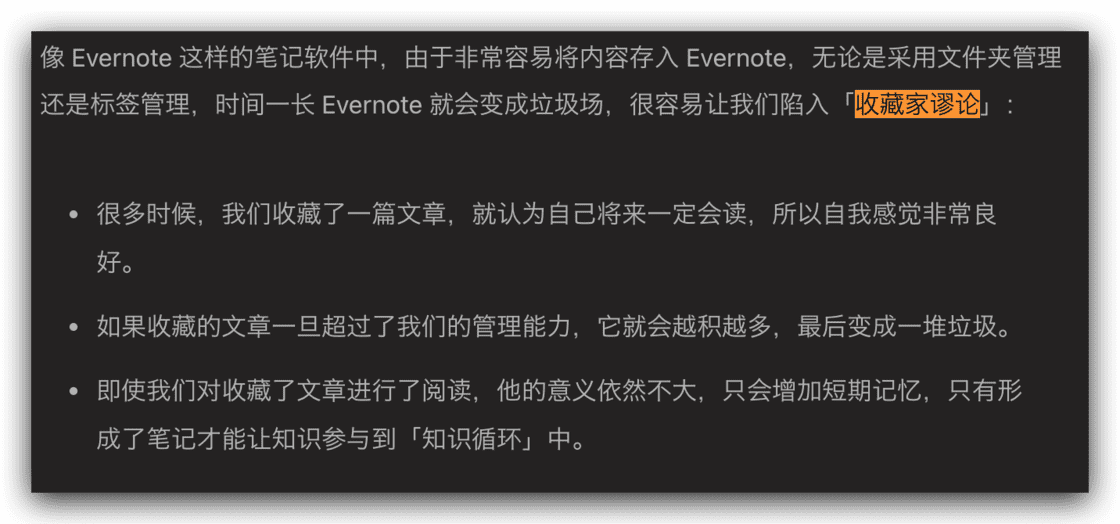 像 Evernote 这样的笔记软件中，由于非常容易将内容存入 Evernote，无论是采用文件夹管理
还是标签管理，时间一长 Evernote 就会变成垃圾场，很容易让我们陷入「收藏家谬论」：
• 很多时候，我们收藏了一篇文章，就认为自己将来一定会读，所以自我感觉非常良
好。
• 如果收藏的文章一旦超过了我们的管理能力，它就会越积越多，最后变成一堆垃圾。
• 即使我们对收藏了文章进行了阅读，他的意义依然不大，只会增加短期记忆，只有形
成了笔记才能让知识参与到「知识循环」中。